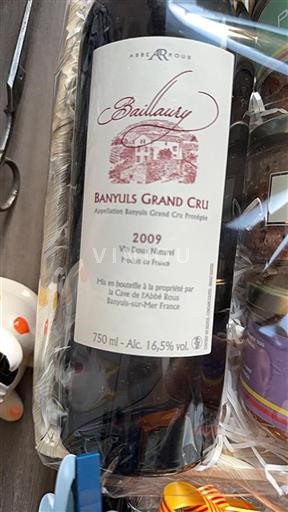 ABBÉ AR ROUS
Baillaury
BANYULS GRAND CRU
Appellation Banyuls Grand Cru Protégée
2009
Vin Doux Naturel
Produit de France
Mis en bouteille à la propriété par
la Cave de l'Abbé Rous
Banyuls-sur-Mer France
750 ml - Alc. 16,5% vol.